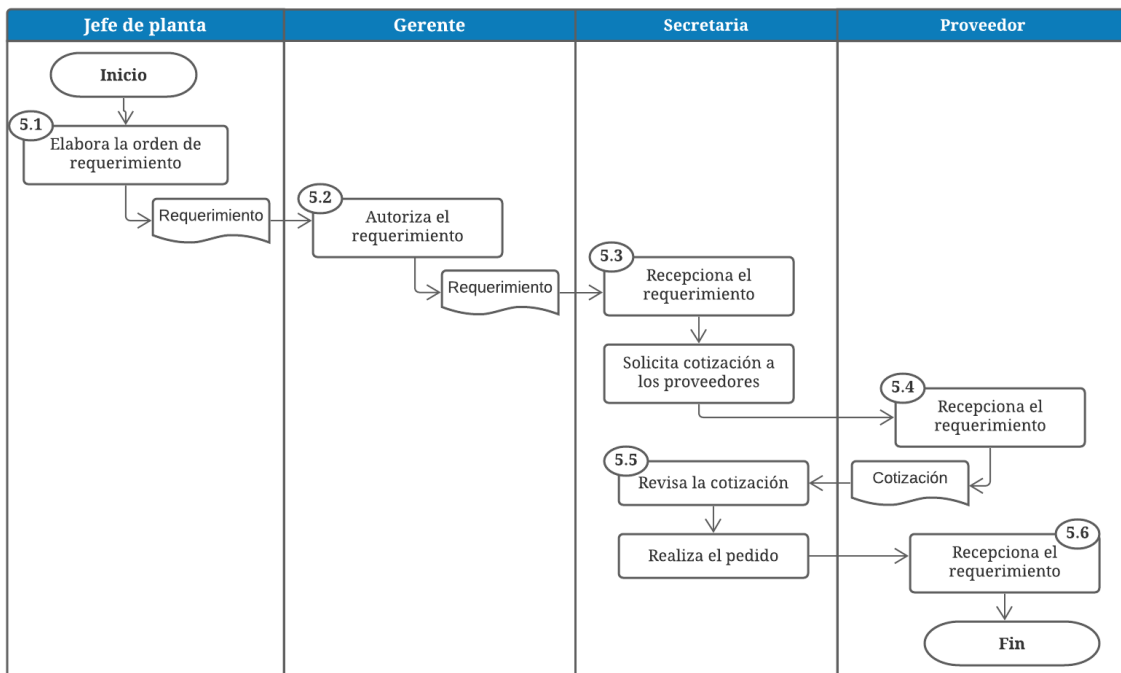 Jefe de planta
Gerente
Secretaria
Proveedor
Inicio
5.1
Elabora la orden de
requerimiento
Requerimiento
5.2
Autoriza el
requerimiento
Requerimiento
5.3
Recepciona el
requerimiento
Solicita cotización a
los proveedores
5.4
Recepciona el
requerimiento
Cotización
5.5
Revisa la cotización
Realiza el pedido
5.6
Recepciona el
requerimiento
Fin